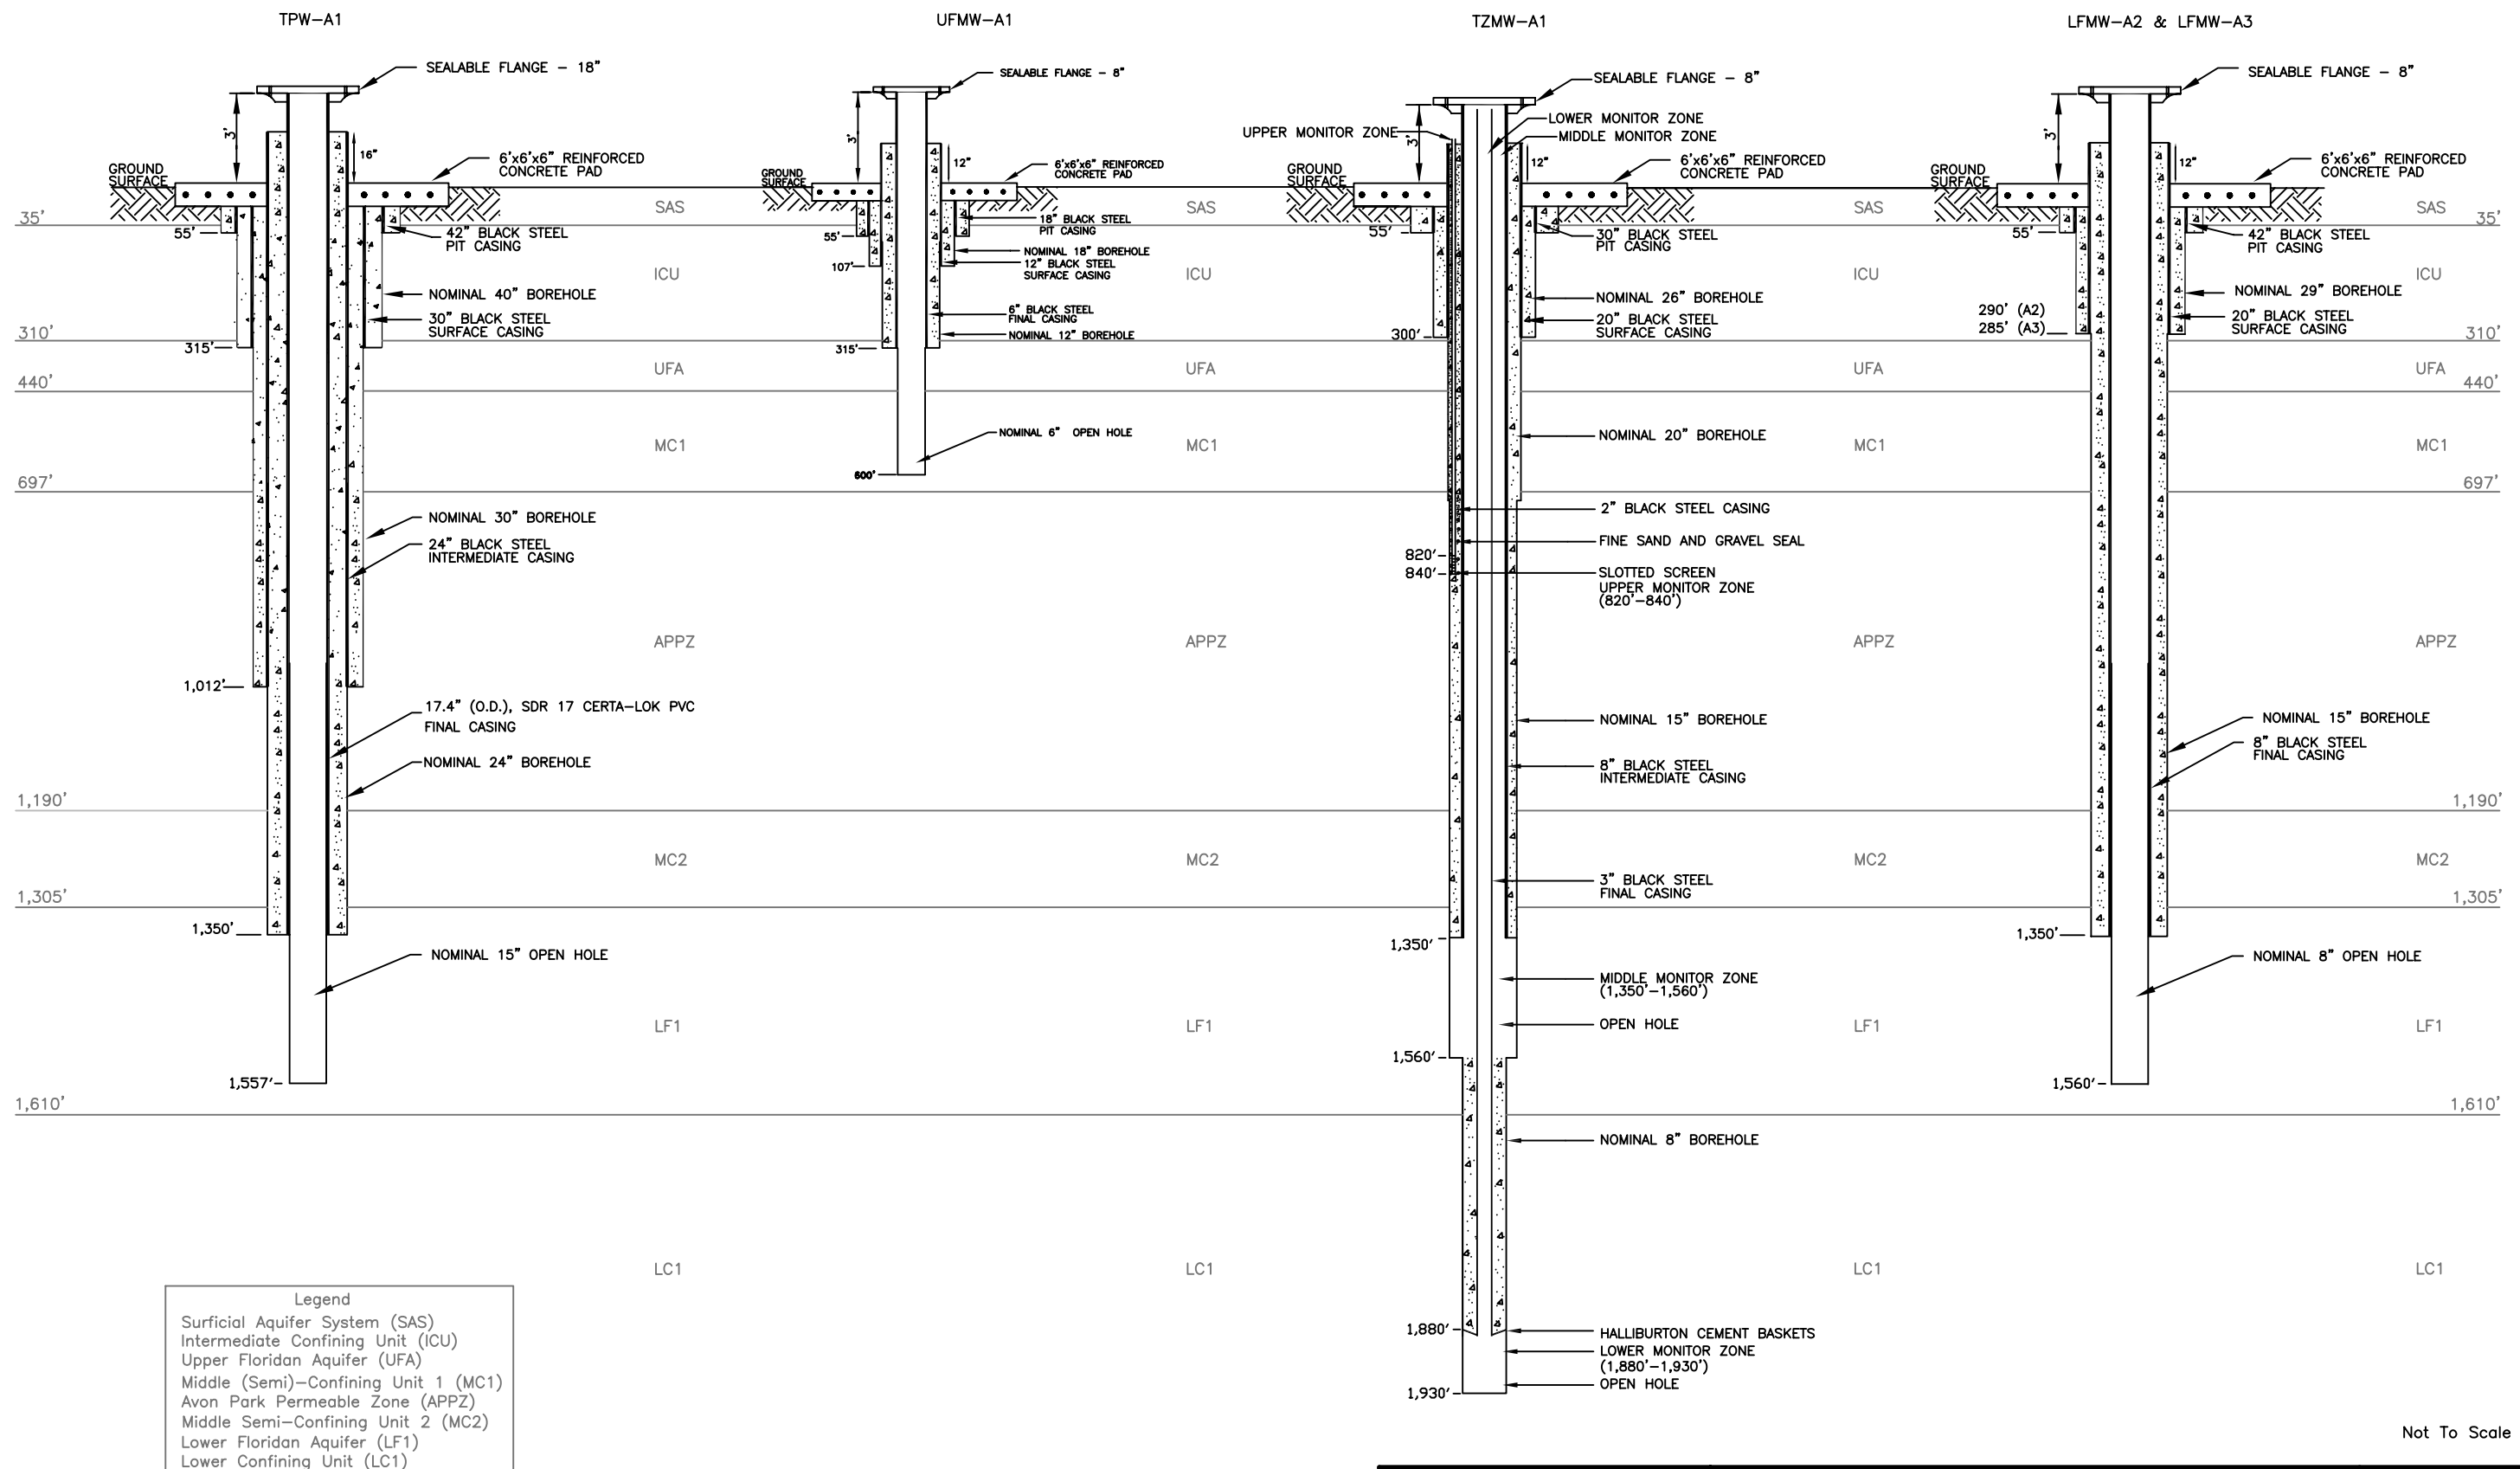 TPW-A1
SEALABLE FLANGE - 18"
3'
16"
GROUND
SURFACE
6'x6'x6" REINFORCED
CONCRETE PAD
35'
55'
42" BLACK STEEL
PIT CASING
NOMINAL 40" BOREHOLE
30" BLACK STEEL
SURFACE CASING
310'
315'
440'
697'
NOMINAL 30" BOREHOLE
24" BLACK STEEL
INTERMEDIATE CASING
1,012'
17.4" (O.D.), SDR 17 CERTA-LOK PVC
FINAL CASING
NOMINAL 24" BOREHOLE
1,190'
1,305'
1,350'
NOMINAL 15" OPEN HOLE
1,557'
1,610'
SAS
ICU
UFA
MC1
APPZ
MC2
LF1
LC1
UFMW-A1
SEALABLE FLANGE - 8"
3'
12"
GROUND
SURFACE
6'x6'x6" REINFORCED
CONCRETE PAD
18" BLACK STEEL
PIT CASING
55'
NOMINAL 18" BOREHOLE
12" BLACK STEEL
SURFACE CASING
107'
6" BLACK STEEL
FINAL CASING
NOMINAL 12" BOREHOLE
315'
NOMINAL 6" OPEN HOLE
600'
SAS
ICU
UFA
MC1
APPZ
MC2
LF1
LC1
TZMW-A1
SEALABLE FLANGE - 8"
LOWER MONITOR ZONE
UPPER MONITOR ZONE
MIDDLE MONITOR ZONE
3'
12"
GROUND
SURFACE
6'x6'x6" REINFORCED
CONCRETE PAD
55'
30" BLACK STEEL
PIT CASING
NOMINAL 26" BOREHOLE
20" BLACK STEEL
SURFACE CASING
300'
NOMINAL 20" BOREHOLE
2" BLACK STEEL CASING
FINE SAND AND GRAVEL SEAL
820'
840'
SLOTTED SCREEN
UPPER MONITOR ZONE
(820'-840')
NOMINAL 15" BOREHOLE
8" BLACK STEEL
INTERMEDIATE CASING
3" BLACK STEEL
FINAL CASING
1,350'
MIDDLE MONITOR ZONE
(1,350'-1,560')
OPEN HOLE
1,560'
NOMINAL 8" BOREHOLE
1,880'
HALLIBURTON CEMENT BASKETS
LOWER MONITOR ZONE
(1,880'-1,930')
OPEN HOLE
1,930'
SAS
ICU
UFA
MC1
APPZ
MC2
LF1
LC1
LFMW-A2 & LFMW-A3
SEALABLE FLANGE - 8"
3'
12"
GROUND
SURFACE
6'x6'x6" REINFORCED
CONCRETE PAD
55'
42" BLACK STEEL
PIT CASING
NOMINAL 29" BOREHOLE
290' (A2)
285' (A3)
20" BLACK STEEL
SURFACE CASING
NOMINAL 15" BOREHOLE
8" BLACK STEEL
FINAL CASING
1,350'
NOMINAL 8" OPEN HOLE
1,560'
SAS
35'
ICU
310'
UFA
440'
MC1
697'
APPZ
1,190'
MC2
1,305'
LF1
1,610'
LC1
Legend
Surficial Aquifer System (SAS)
Intermediate Confining Unit (ICU)
Upper Floridan Aquifer (UFA)
Middle (Semi)-Confining Unit 1 (MC1)
Avon Park Permeable Zone (APPZ)
Middle Semi-Confining Unit 2 (MC2)
Lower Floridan Aquifer (LF1)
Lower Confining Unit (LC1)
Not To Scale